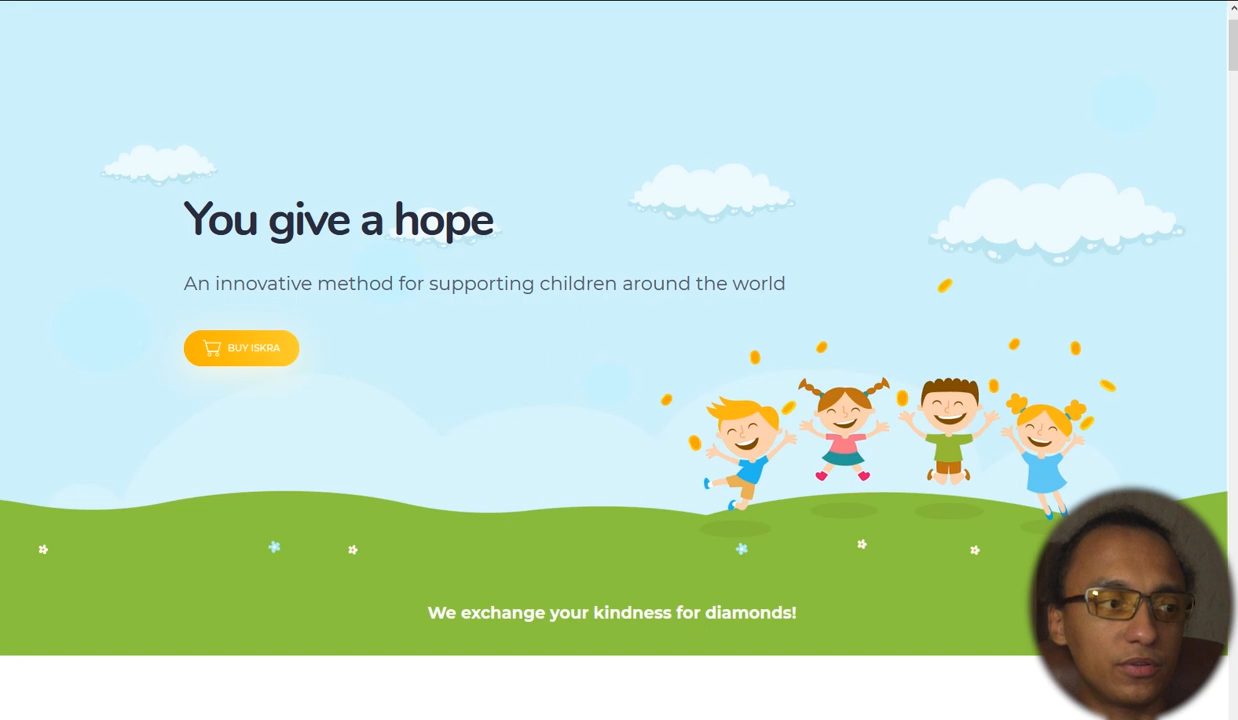 You give a hope
An innovative method for supporting children around the world
BUY ISKRA
We exchange your kindness for diamonds!